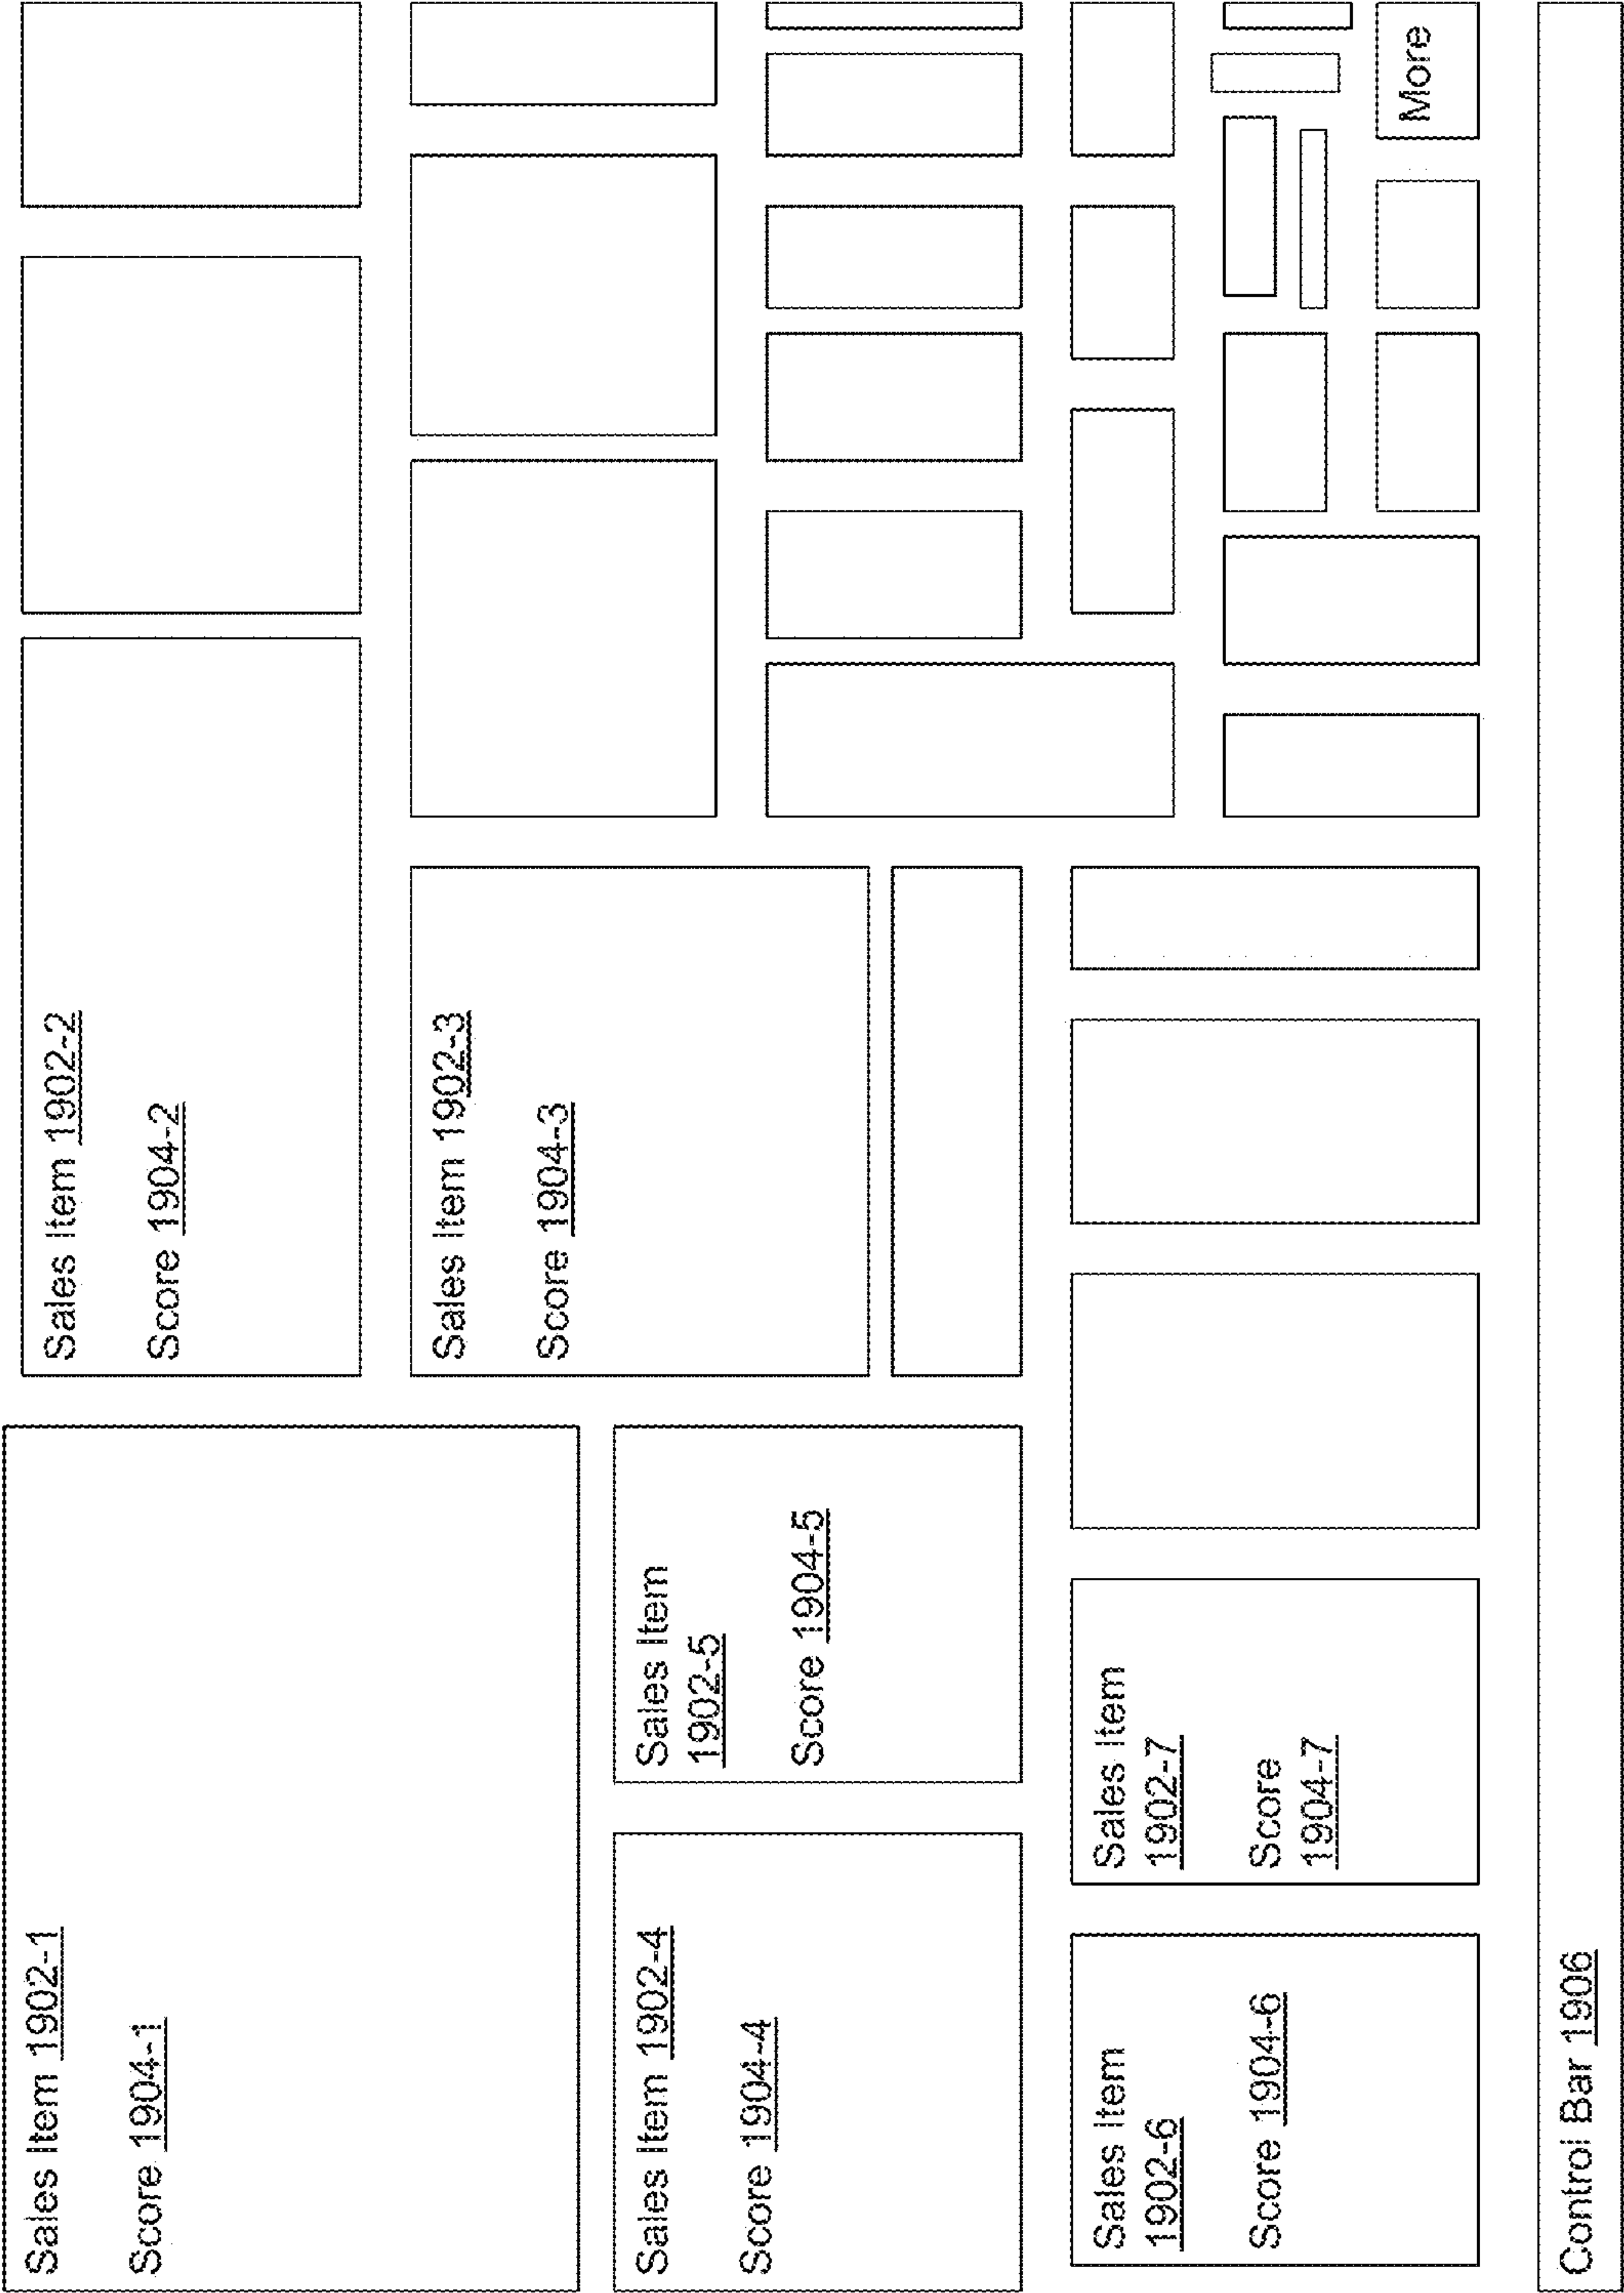 Sales Item 1902-1
Score 1904-1
Sales Item 1902-2
Score 1904-2
Sales Item 1902-3
Score 1904-3
Sales Item 1902-4
Score 1904-4
Sales Item
1902-5
Score 1904-5
Sales Item
1902-6
Score 1904-6
Sales Item
1902-7
Score
1904-7
More
Control Bar 1906